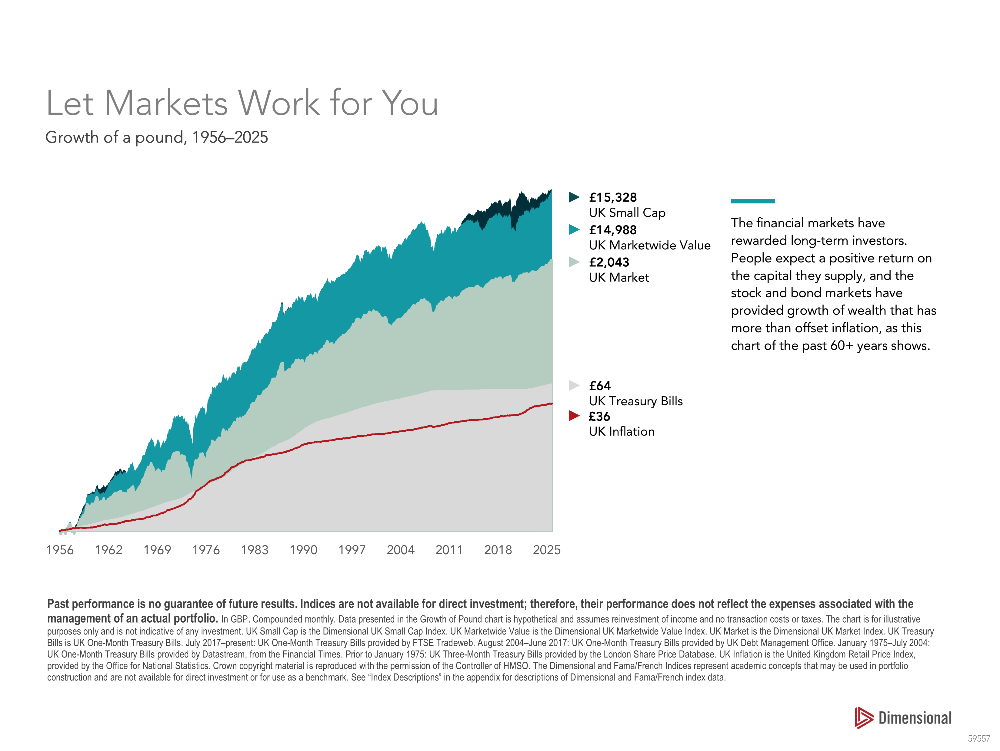 Let Markets Work for You
Growth of a pound, 1956–2025
£15,328
UK Small Cap
£14,988
UK Marketwide Value
£2,043
UK Market
£64
UK Treasury Bills
£36
UK Inflation
The financial markets have
rewarded long-term investors.
People expect a positive return on
the capital they supply, and the
stock and bond markets have
provided growth of wealth that has
more than offset inflation, as this
chart of the past 60+ years shows.
1956 1962 1969 1976 1983 1990 1997 2004 2011 2018 2025
Past performance is no guarantee of future results. Indices are not available for direct investment; therefore, their performance does not reflect the expenses associated with the
management of an actual portfolio. In GBP. Compounded monthly. Data presented in the Growth of Pound chart is hypothetical and assumes reinvestment of income and no transaction costs or taxes. The chart is for illustrative
purposes only and is not indicative of any investment. UK Small Cap is the Dimensional UK Small Cap Index. UK Marketwide Value is the Dimensional UK Marketwide Value Index. UK Market is the Dimensional UK Market Index. UK Treasury
Bills is UK One-Month Treasury Bills. July 2017–present: UK One-Month Treasury Bills provided by FTSE Tradeweb. August 2004–June 2017: UK One-Month Treasury Bills provided by UK Debt Management Office. January 1975–July 2004:
UK One-Month Treasury Bills provided by Datastream, from the Financial Times. Prior to January 1975: UK Three-Month Treasury Bills provided by the London Share Price Database. UK Inflation is the United Kingdom Retail Price Index,
provided by the Office for National Statistics. Crown copyright material is reproduced with the permission of the Controller of HMSO. The Dimensional and Fama/French Indices represent academic concepts that may be used in portfolio
construction and are not available for direct investment or for use as a benchmark. See “Index Descriptions” in the appendix for descriptions of Dimensional and Fama/French index data.
Dimensional
59557